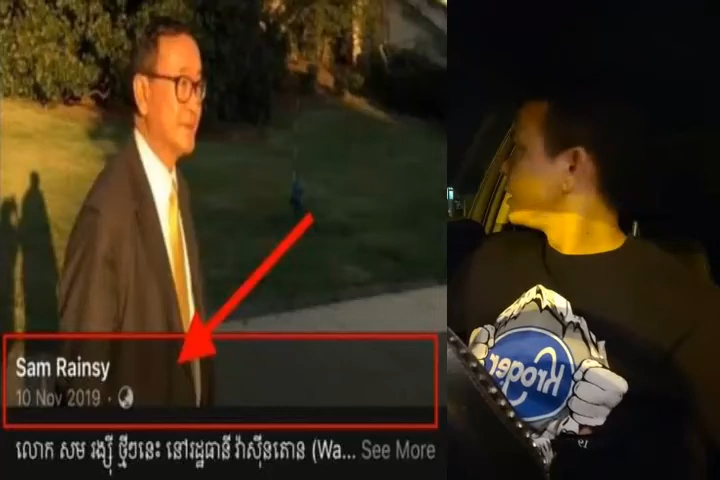 Sam Rainsy
10 Nov 2019 ·
លោក សម រង្ស៊ី ថ្មីៗនេះ នៅរដ្ឋធានី វ៉ាស៊ីនតោន (Wa... See More
Kroger